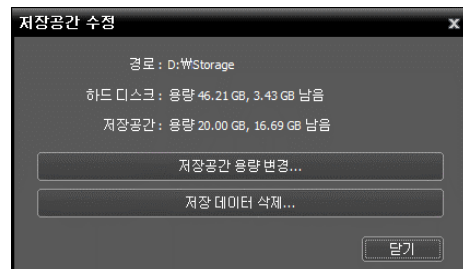 저장공간 수정 x
경로 : D:₩Storage
하드 디스크 : 용량 46.21 GB, 3.43 GB 남음
저장공간 : 용량 20.00 GB, 16.69 GB 남음
저장공간 용량 변경...
저장 데이터 삭제...
닫기